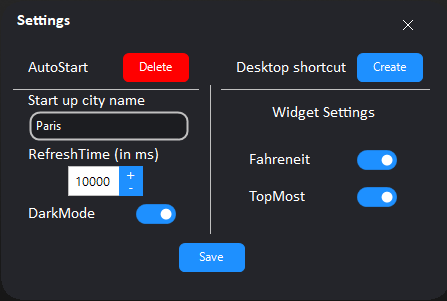 Settings
AutoStart
Delete
Desktop shortcut
Create
Start up city name
Paris
RefreshTime (in ms)
10000
+
-
DarkMode
Widget Settings
Fahreneit
TopMost
Save